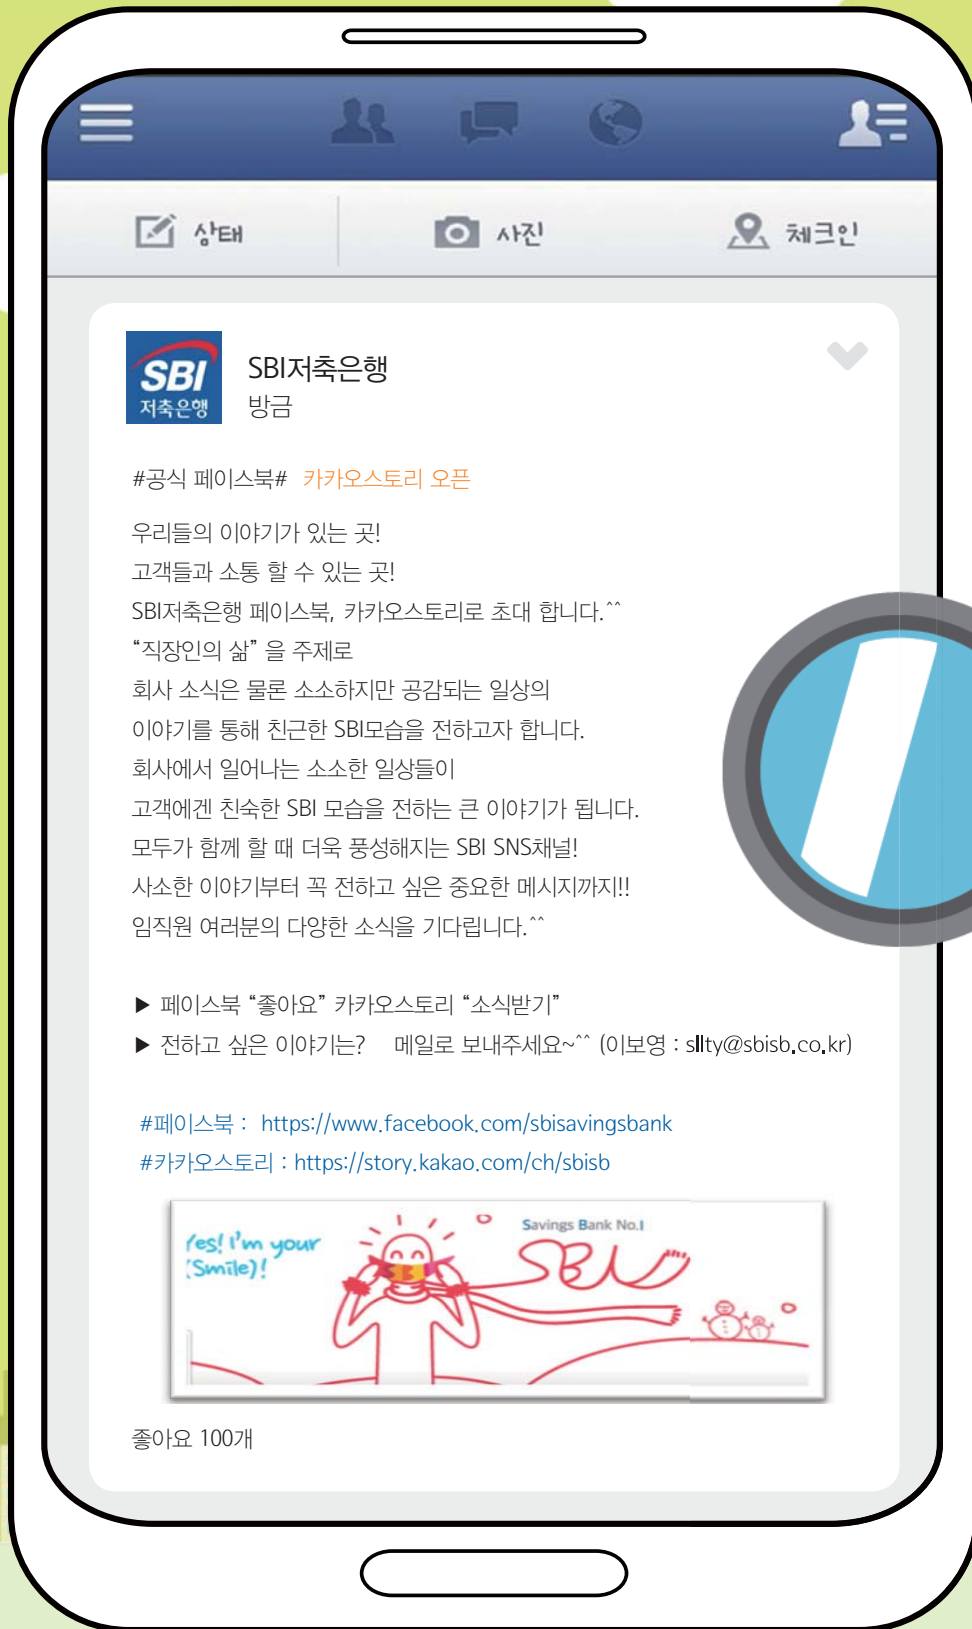 상태 사진 체크인
SBI
저축은행
SBI저축은행
방금
#공식 페이스북# 카카오스토리 오픈
우리들의 이야기가 있는 곳!
고객들과 소통 할 수 있는 곳!
SBI저축은행 페이스북, 카카오스토리로 초대 합니다.^^
“직장인의 삶” 을 주제로
회사 소식은 물론 소소하지만 공감되는 일상의
이야기를 통해 친근한 SBI모습을 전하고자 합니다.
회사에서 일어나는 소소한 일상들이
고객에겐 친숙한 SBI 모습을 전하는 큰 이야기가 됩니다.
모두가 함께 할 때 더욱 풍성해지는 SBI SNS채널!
사소한 이야기부터 꼭 전하고 싶은 중요한 메시지까지!!
임직원 여러분의 다양한 소식을 기다립니다.^^
▶ 페이스북 “좋아요” 카카오스토리 “소식받기”
▶ 전하고 싶은 이야기는? 메일로 보내주세요~^^ (이보영 : sllty@sbisb.co.kr)
#페이스북 : https://www.facebook.com/sbisavingsbank
#카카오스토리 : https://story.kakao.com/ch/sbisb
Yes! I'm your
(Smile)!
Savings Bank No.1
SBI
좋아요 100개